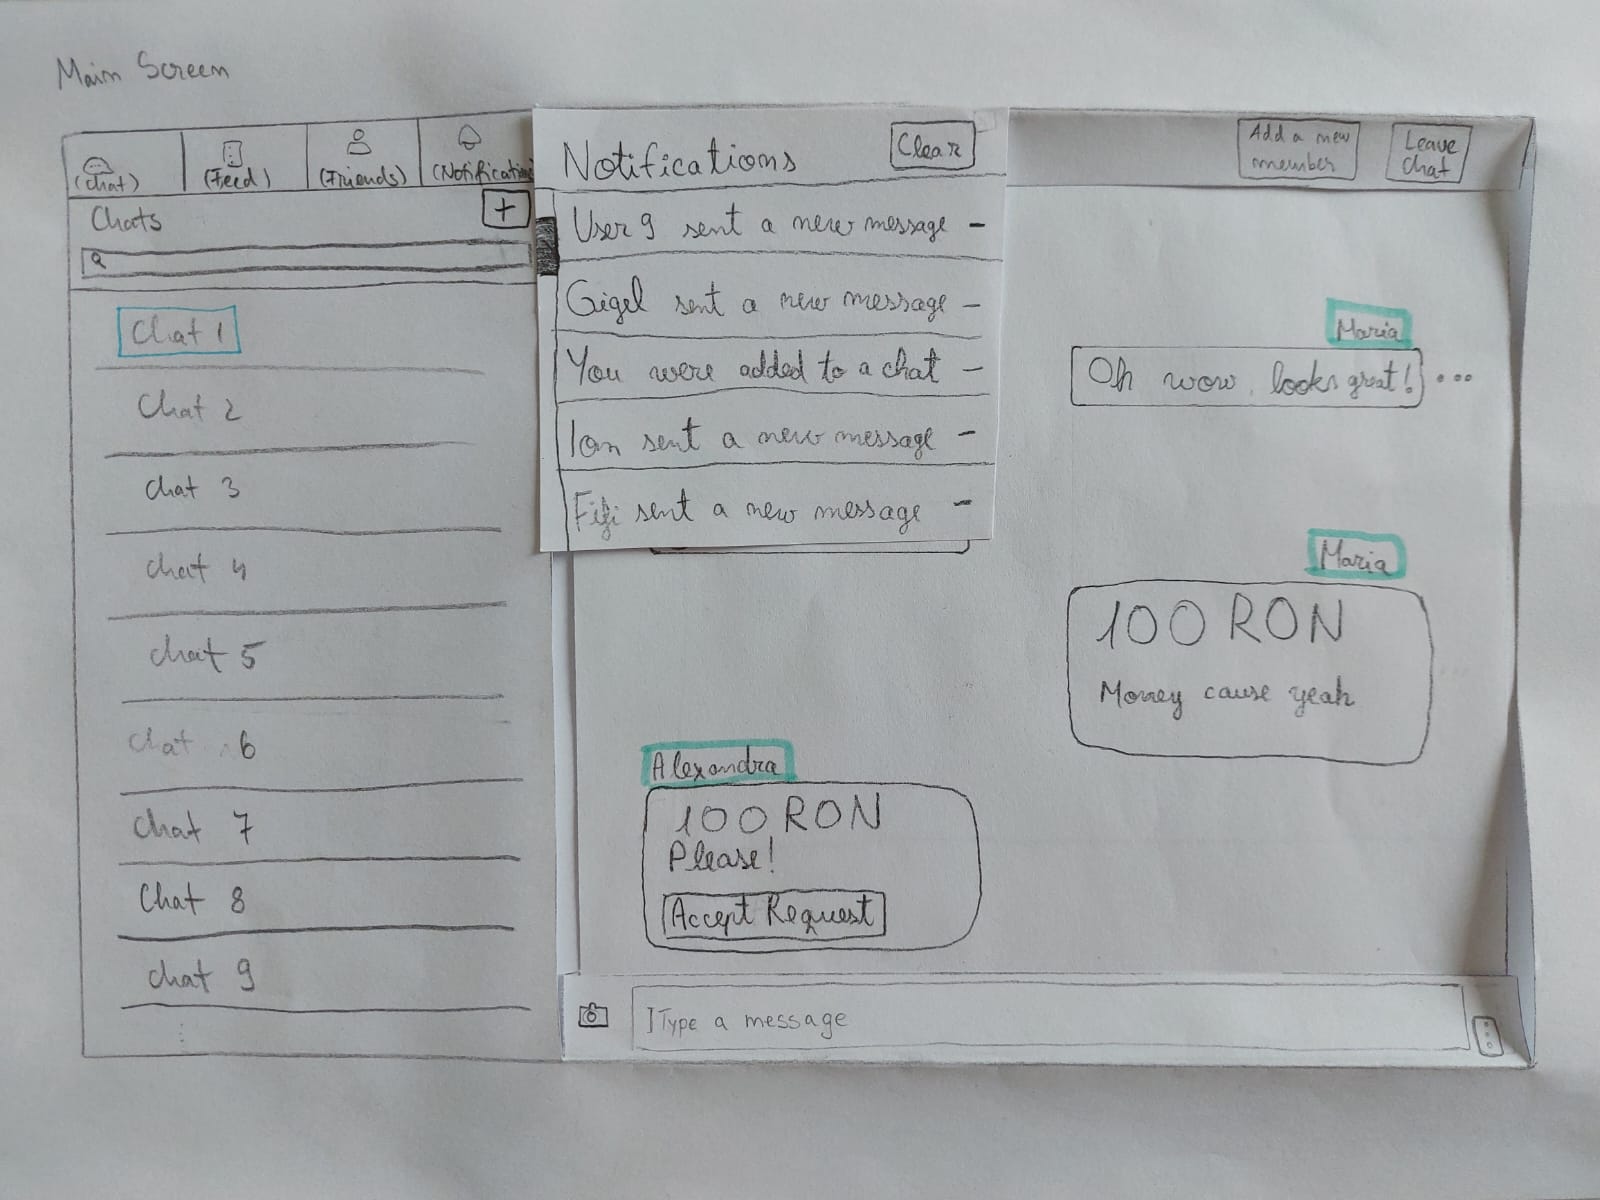 Main Screen
(chat)
(Feed)
(Friends)
(Notification
Chats
+
Chat 1
Chat 2
Chat 3
Chat 4
Chat 5
Chat 6
Chat 7
Chat 8
Chat 9
Notifications
Clear
User 9 sent a new message -
Gigel sent a new message -
You were added to a chat -
Ion sent a new message -
Fifi sent a new message -
Add a new
member
Leave
chat
Maria
Oh wow, looks great! ...
Maria
100 RON
Money cause yeah
Alexandra
100 RON
Please!
Accept Request
Type a message